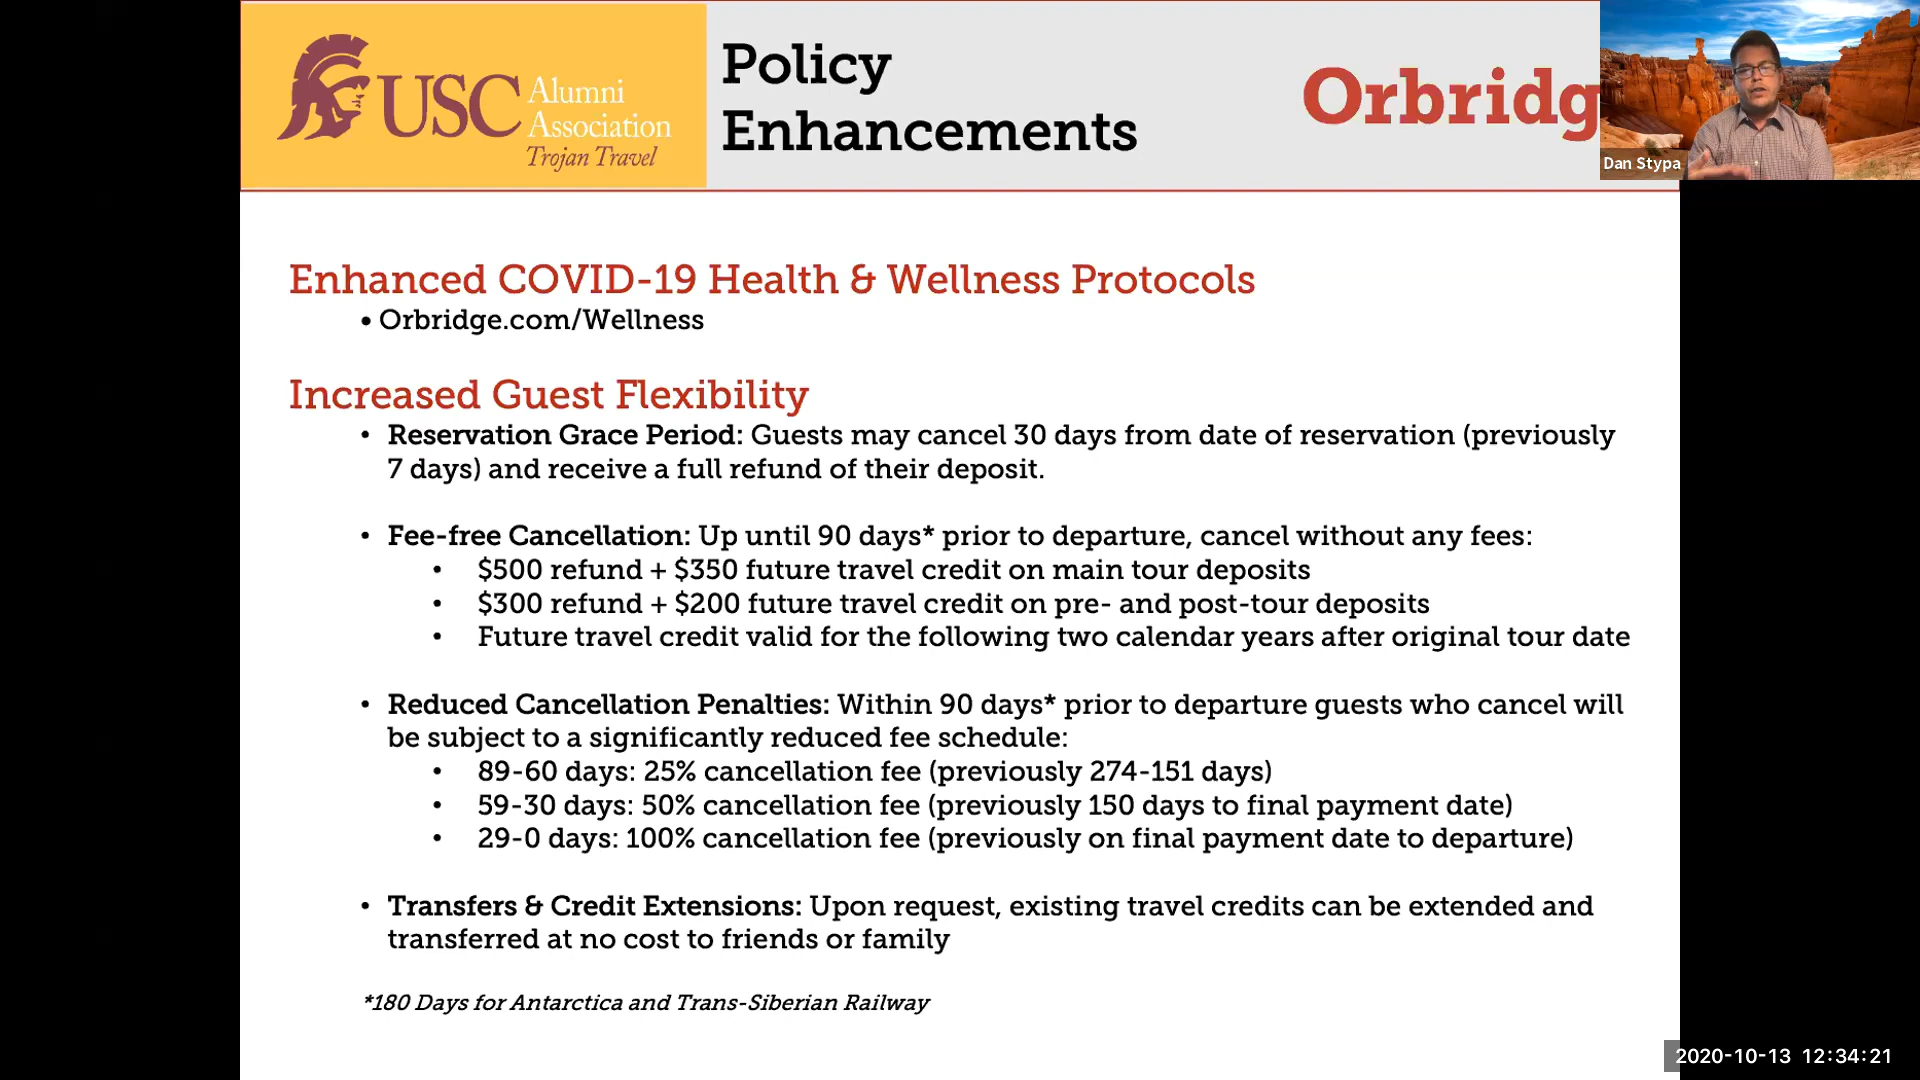 USC Alumni
Association
Trojan Travel
Policy
Enhancements
Orbridg
Dan Stypa
Enhanced COVID-19 Health & Wellness Protocols
• Orbridge.com/Wellness
Increased Guest Flexibility
• Reservation Grace Period: Guests may cancel 30 days from date of reservation (previously
7 days) and receive a full refund of their deposit.
• Fee-free Cancellation: Up until 90 days* prior to departure, cancel without any fees:
• $500 refund + $350 future travel credit on main tour deposits
• $300 refund + $200 future travel credit on pre- and post-tour deposits
• Future travel credit valid for the following two calendar years after original tour date
• Reduced Cancellation Penalties: Within 90 days* prior to departure guests who cancel will
be subject to a significantly reduced fee schedule:
• 89-60 days: 25% cancellation fee (previously 274-151 days)
• 59-30 days: 50% cancellation fee (previously 150 days to final payment date)
• 29-0 days: 100% cancellation fee (previously on final payment date to departure)
• Transfers & Credit Extensions: Upon request, existing travel credits can be extended and
transferred at no cost to friends or family
*180 Days for Antarctica and Trans-Siberian Railway
2020-10-13 12:34:21